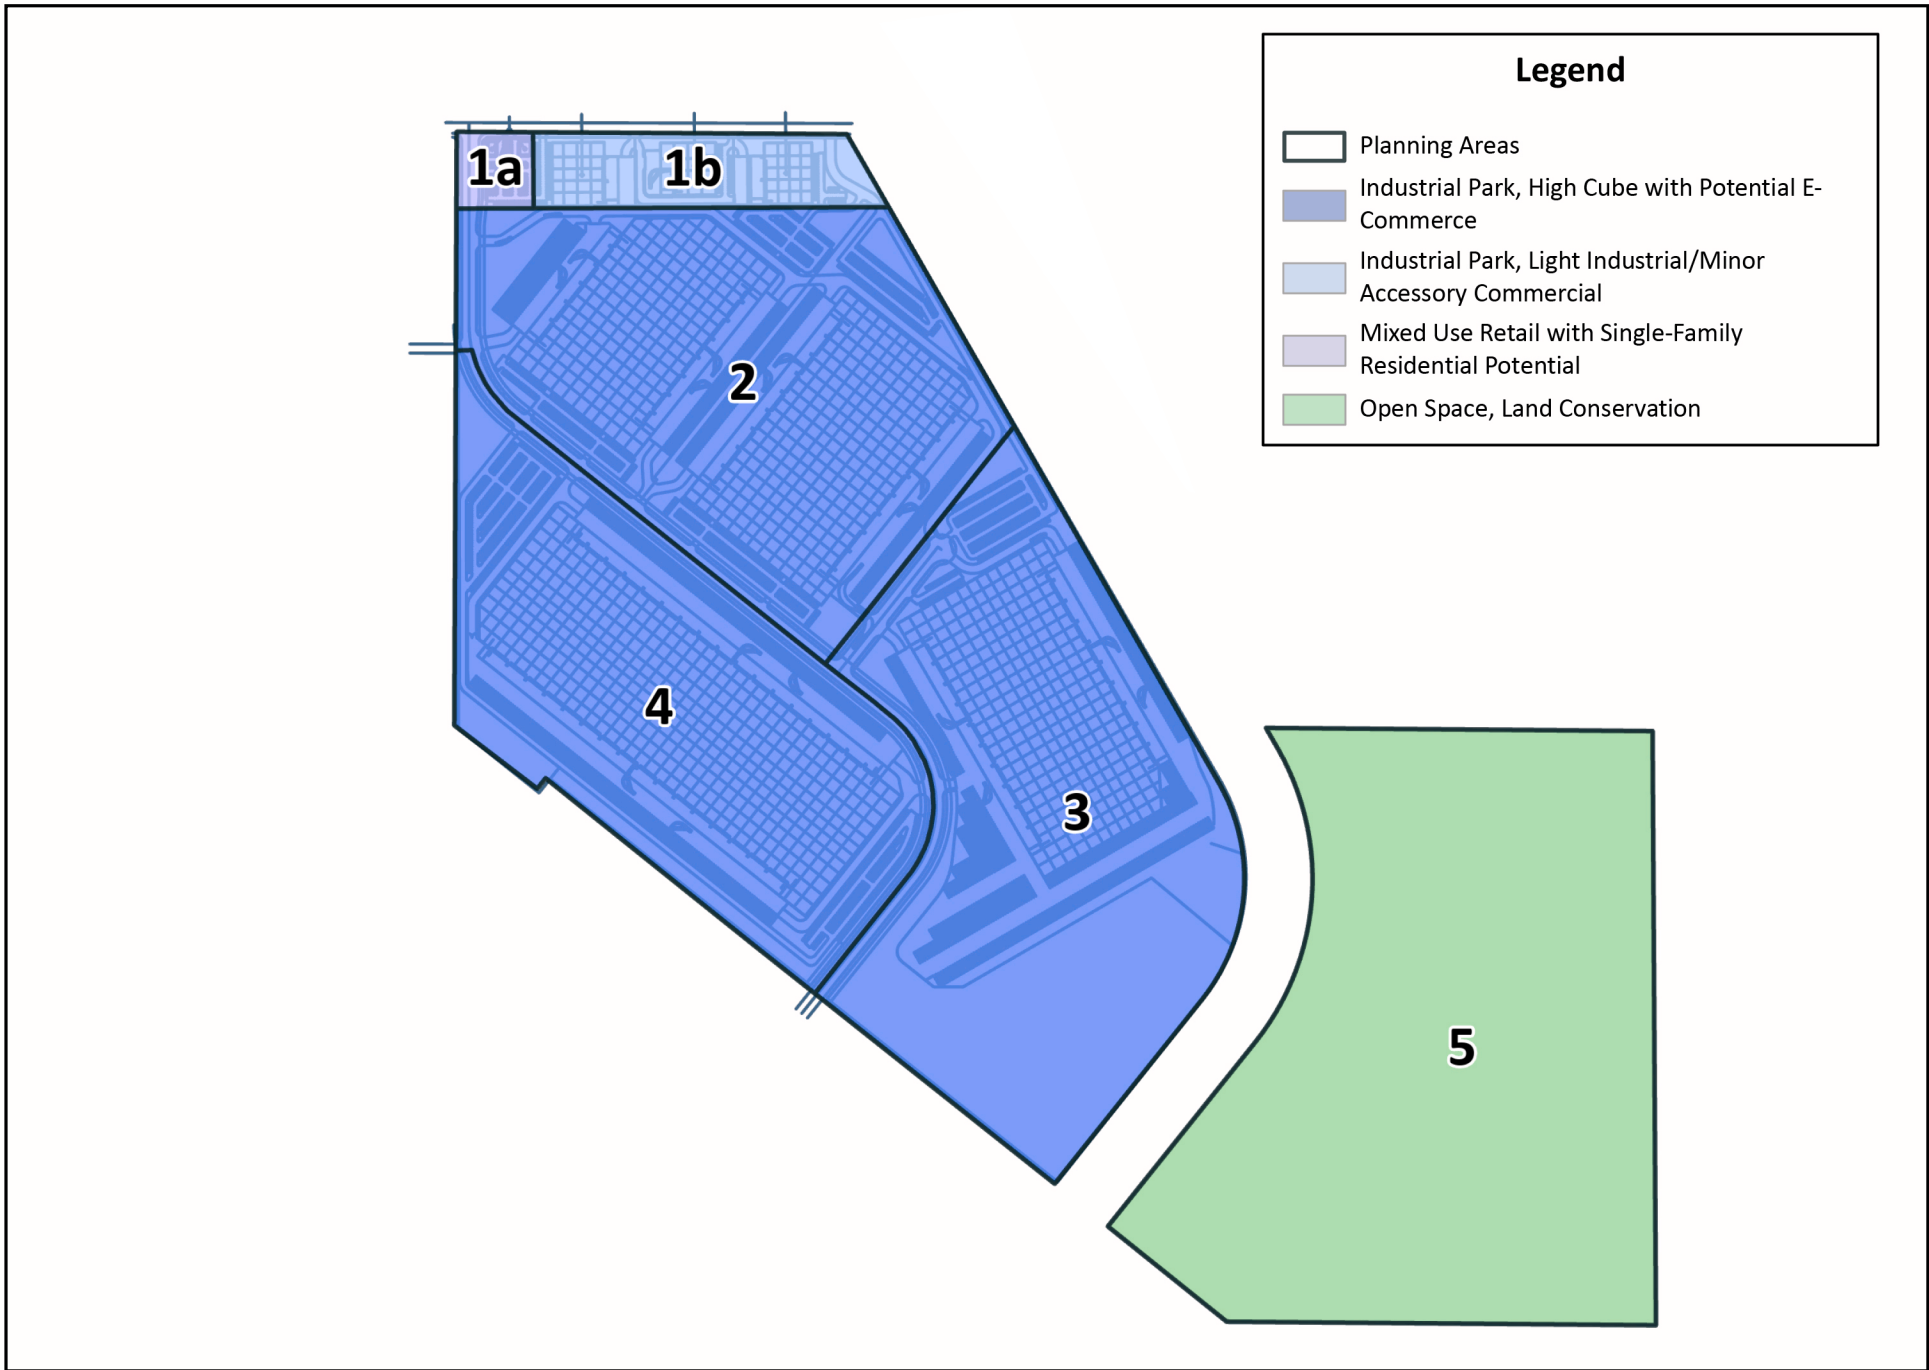 Legend
Planning Areas
Industrial Park, High Cube with Potential E-
Commerce
Industrial Park, Light Industrial/Minor
Accessory Commercial
Mixed Use Retail with Single-Family
Residential Potential
Open Space, Land Conservation
1a
1b
2
4
3
5